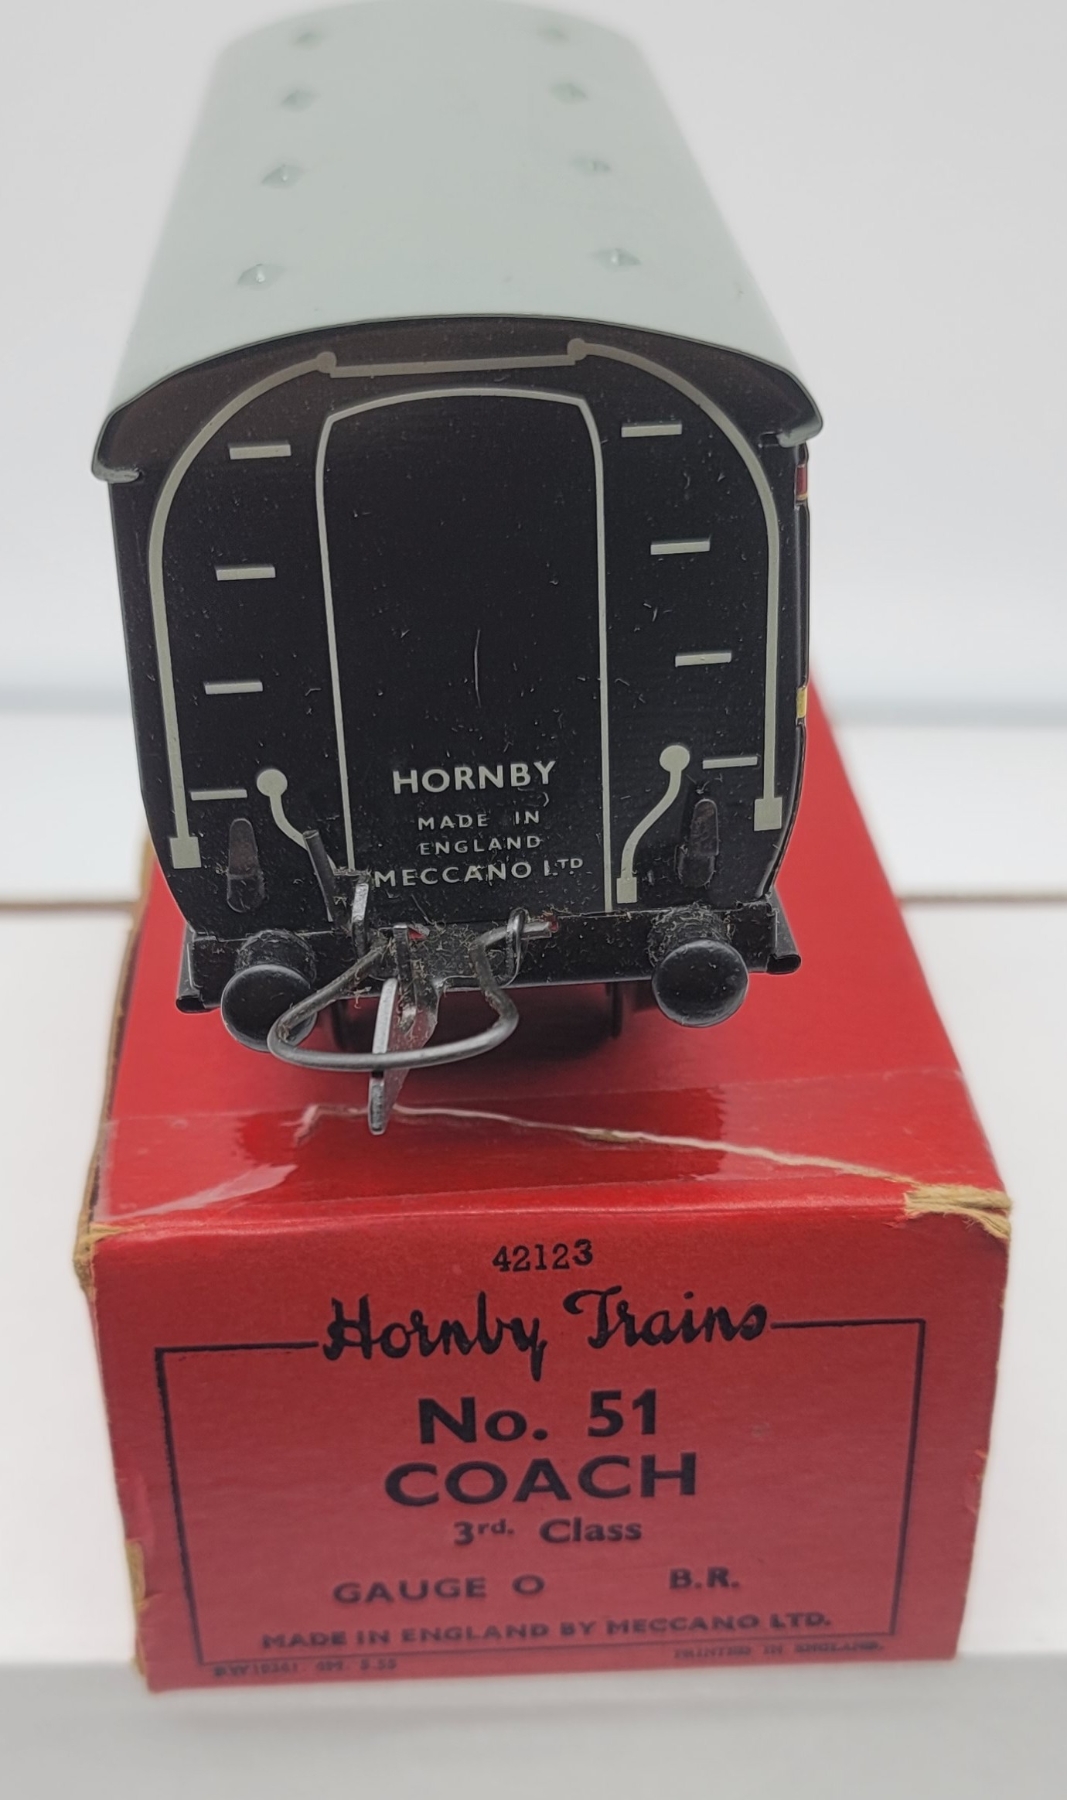 HORNBY
MADE IN
ENGLAND
MECCANO LTD
42123
Hornby Trains
No. 51
COACH
3rd. Class
GAUGE O B.R.
MADE IN ENGLAND BY MECCANO LTD.
PRINTED IN ENGLAND.